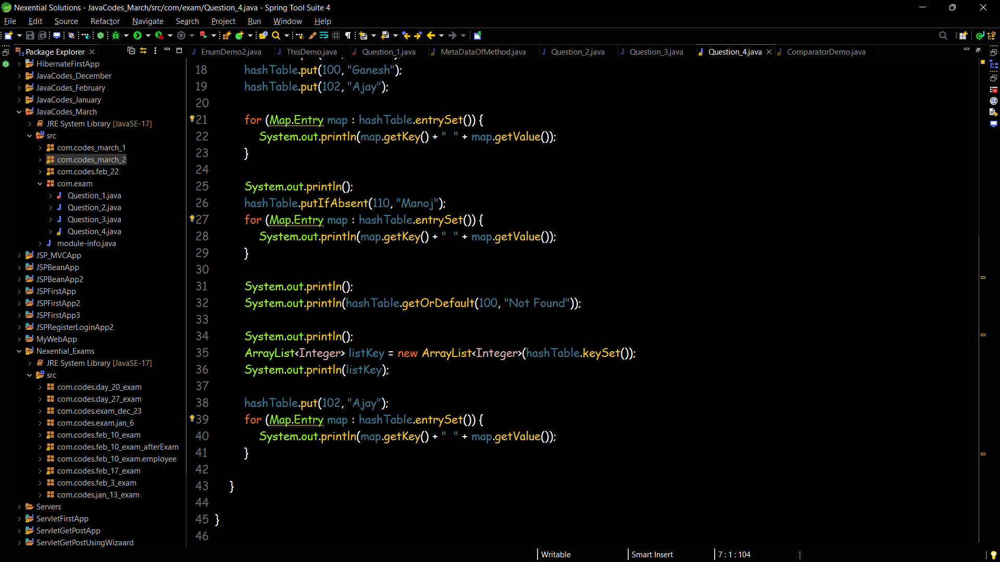 Nexential Solutions - JavaCodes_March/src/com/exam/Question_4.java - Spring Tool Suite 4
File Edit Source Refactor Navigate Search Project Run Window Help
Package Explorer
EnumDemo2.java ThisDemo.java Question_1.java MetaDataOfMethod.java Question_2.java Question_3.java Question_4.java ComparatorDemo.java
HibernateFirstApp
JavaCodes_December
JavaCodes_February
JavaCodes_January
JavaCodes_March
JRE System Library [JavaSE-17]
src
com.codes_march_1
com.codes_march_2
com.codes.feb_22
com.exam
Question_1.java
Question_2.java
Question_3.java
Question_4.java
module-info.java
JSP_MVCApp
JSPBeanApp
JSPBeanApp2
JSPFirstApp
JSPFirstApp2
JSPFirstApp3
JSPRegisterLoginApp2
MyWebApp
Nexential_Exams
JRE System Library [JavaSE-17]
src
com.codes.day_20_exam
com.codes.day_27_exam
com.codes.exam_dec_23
com.codes.exam.jan_6
com.codes.feb_10_exam
com.codes.feb_10_exam_afterExam
com.codes.feb_10_exam.employee
com.codes.feb_17_exam
com.codes.feb_3_exam
com.codes.jan_13_exam
Servers
ServletFirstApp
ServletGetPostApp
ServletGetPostUsingWizaard
18 hashTable.put(100, "Ganesh");
19 hashTable.put(102, "Ajay");
20
21 for (Map.Entry map : hashTable.entrySet()) {
22 System.out.println(map.getKey() + "  " + map.getValue());
23 }
24
25 System.out.println();
26 hashTable.putIfAbsent(110, "Manoj");
27 for (Map.Entry map : hashTable.entrySet()) {
28 System.out.println(map.getKey() + "  " + map.getValue());
29 }
30
31 System.out.println();
32 System.out.println(hashTable.getOrDefault(100, "Not Found"));
33
34 System.out.println();
35 ArrayList<Integer> listKey = new ArrayList<Integer>(hashTable.keySet());
36 System.out.println(listKey);
37
38 hashTable.put(102, "Ajay");
39 for (Map.Entry map : hashTable.entrySet()) {
40 System.out.println(map.getKey() + "  " + map.getValue());
41 }
42
43 }
44
45 }
46
Writable Smart Insert 7 : 1 : 104